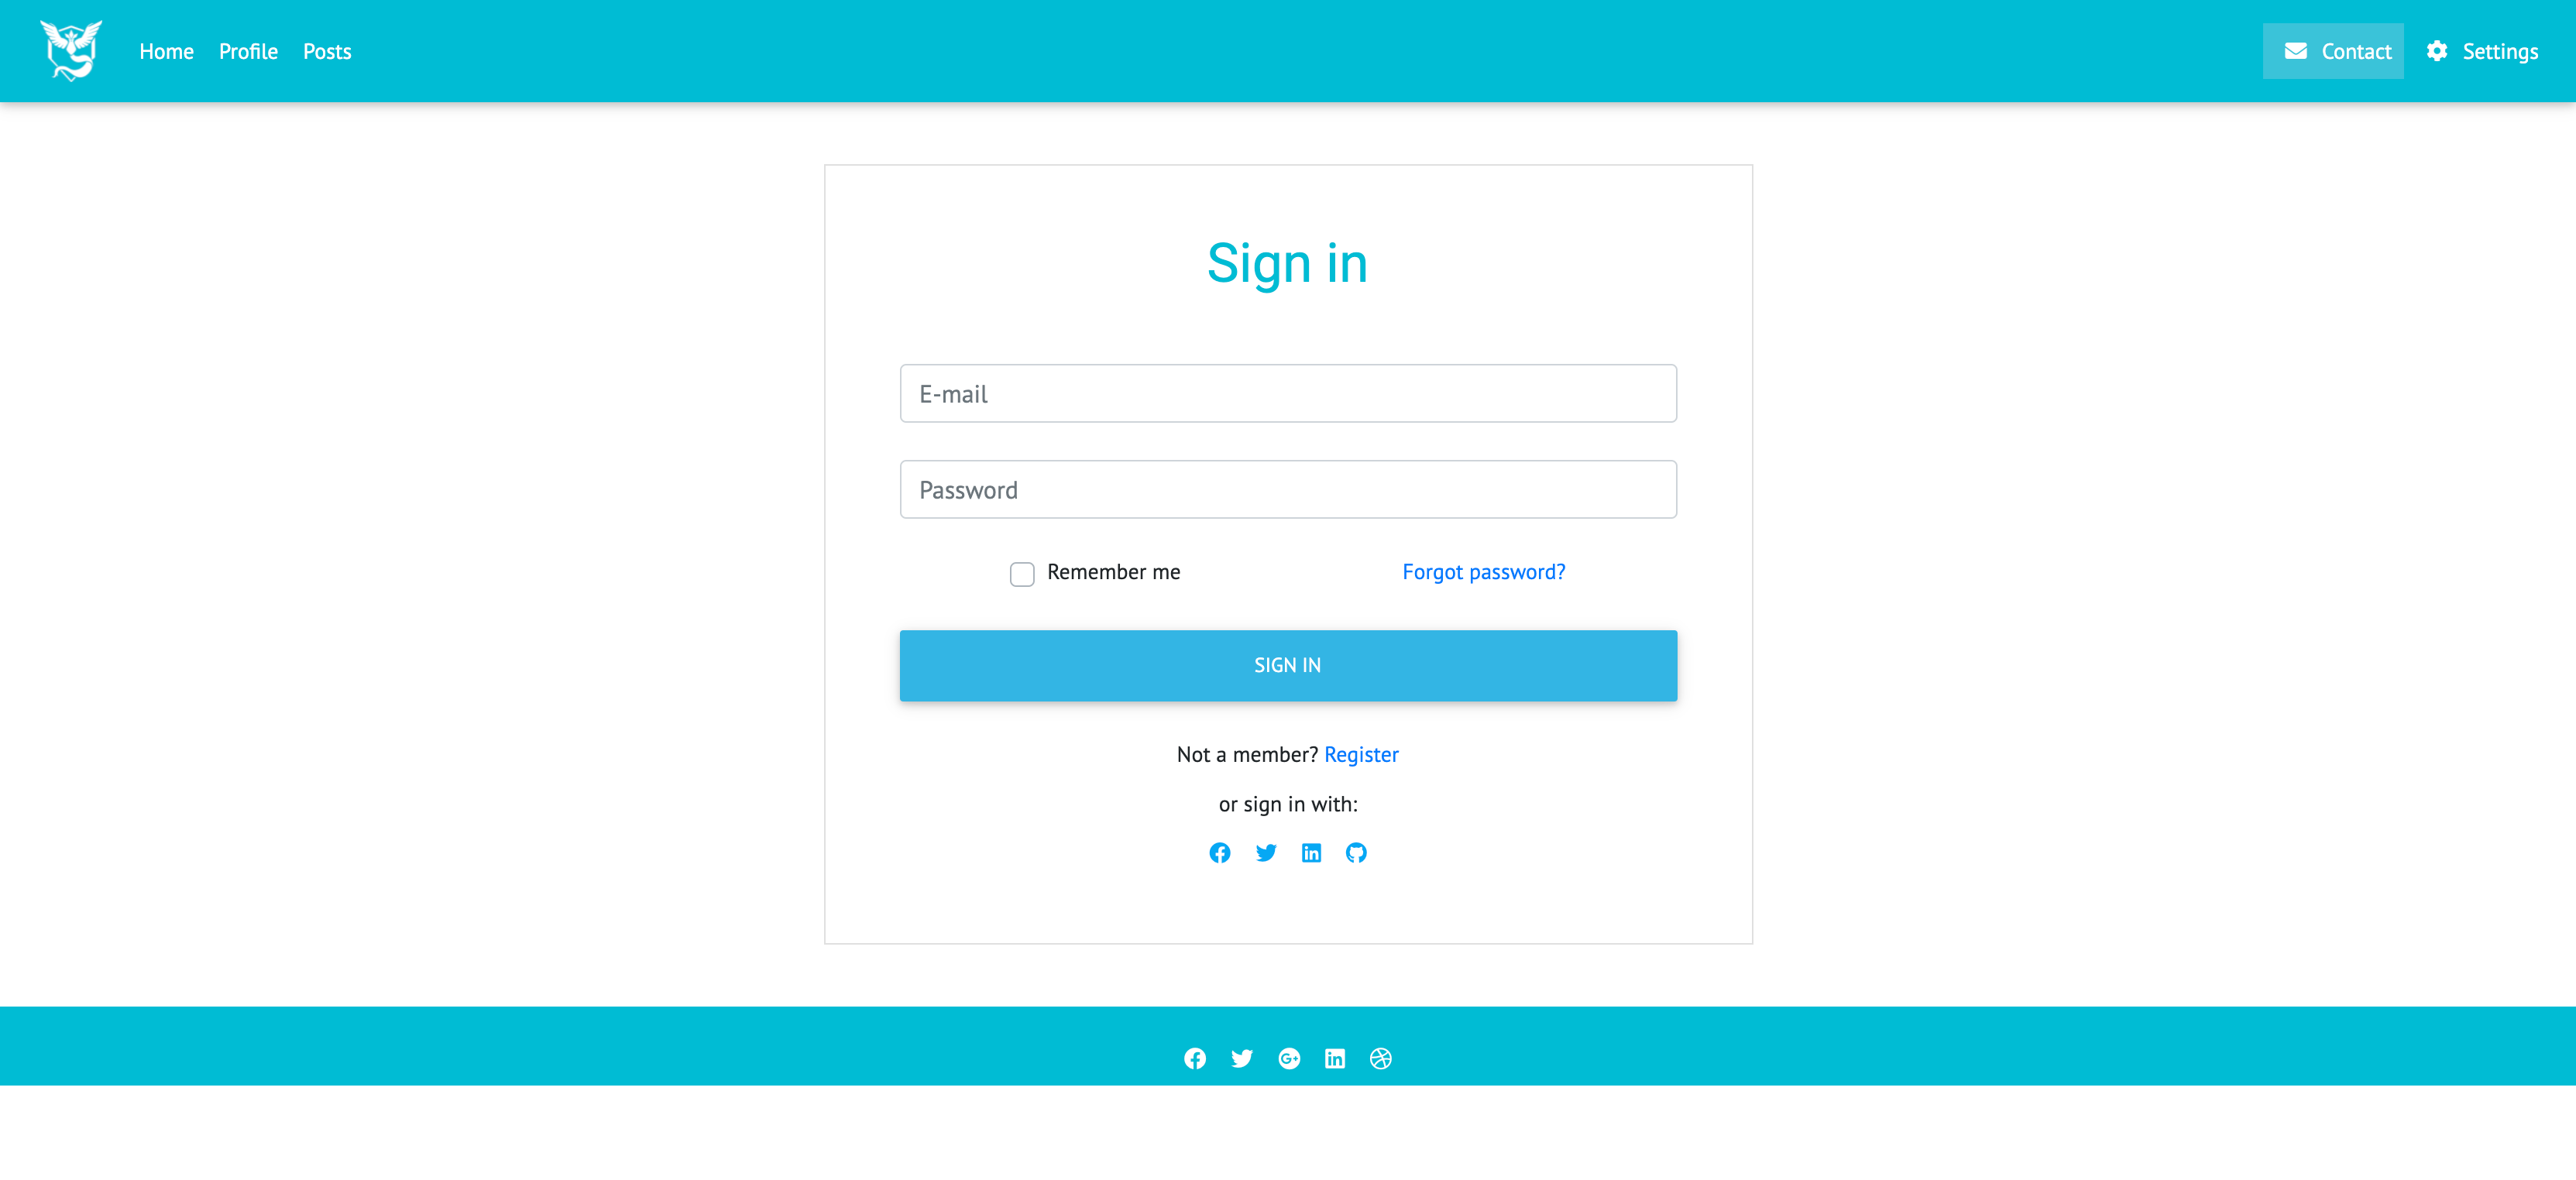 Home Profile Posts Contact Settings
Sign in
E-mail
Password
Remember me Forgot password?
SIGN IN
Not a member? Register
or sign in with: